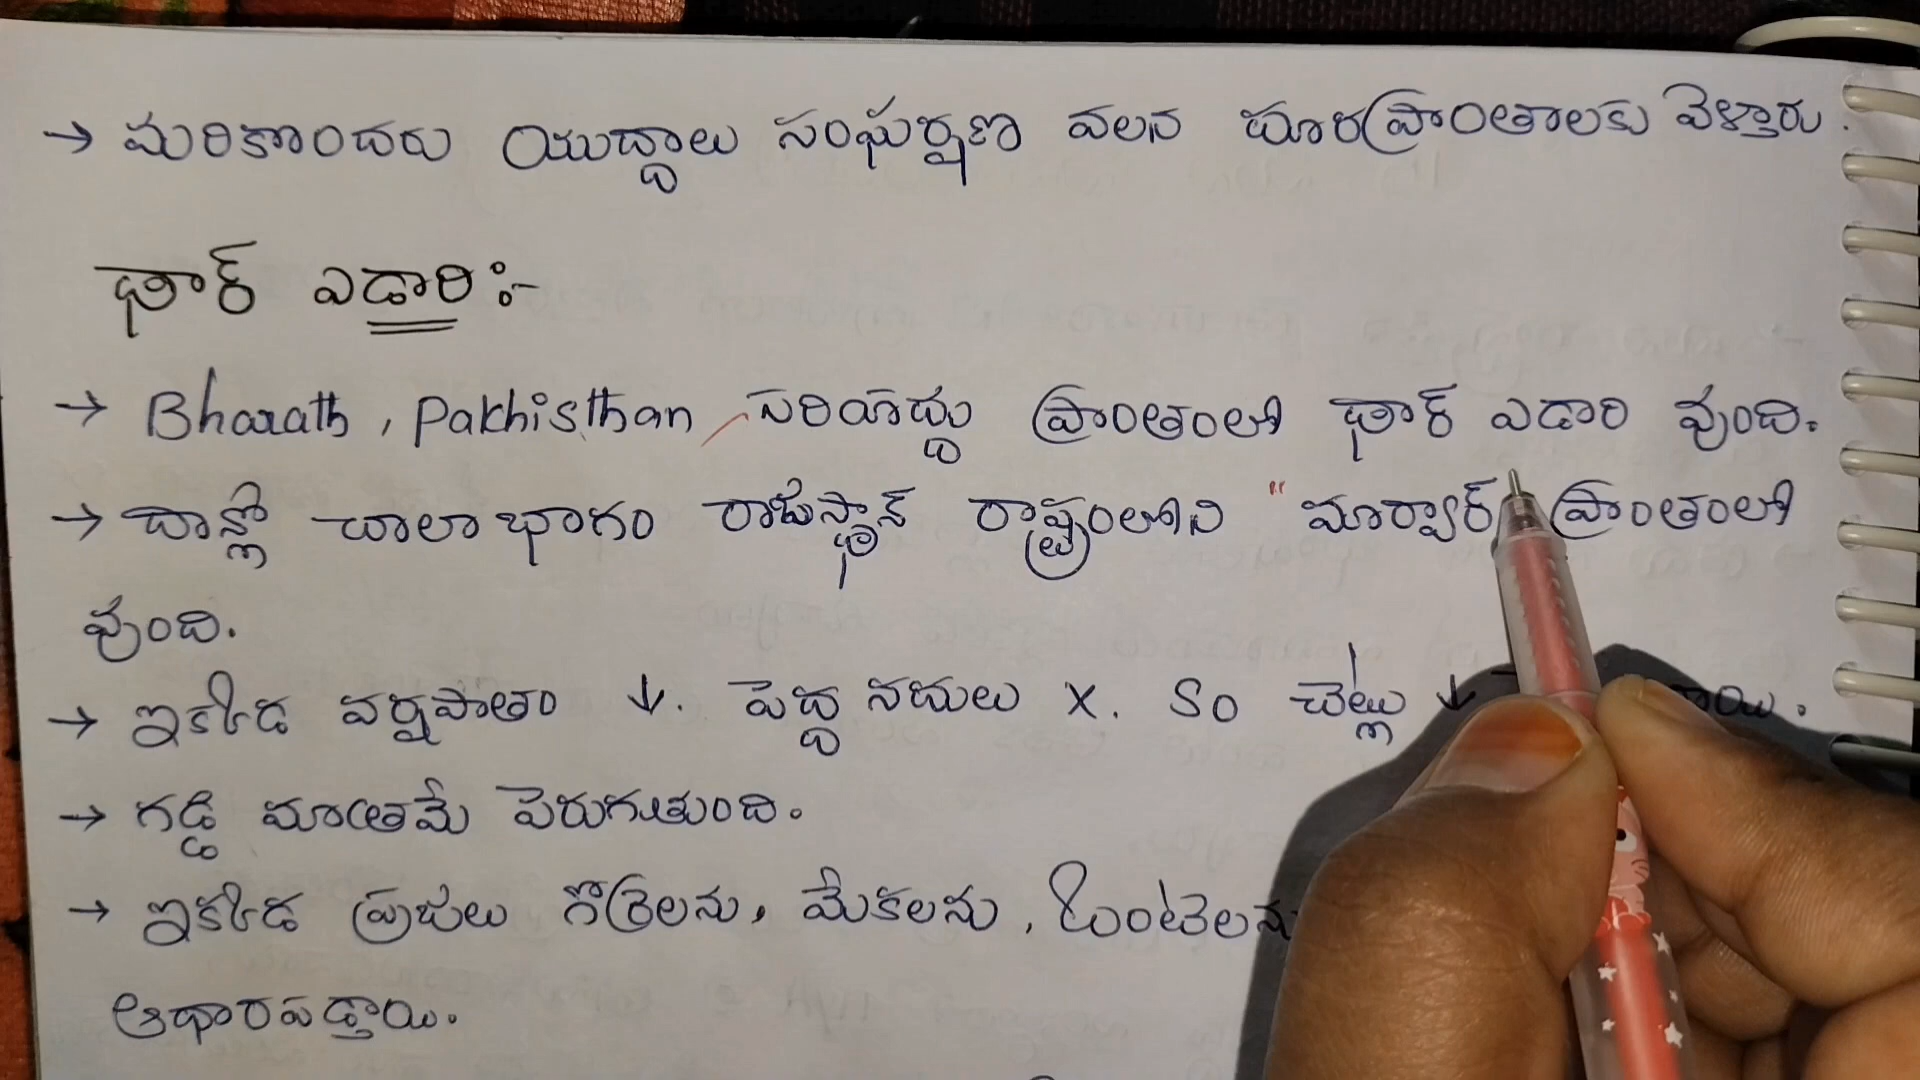 → మరికొందరు యుద్దాలు సంఘర్షణ వలన దూరప్రాంతాలకు వెళ్తారు.
థార్ ఎడారి :-
→ Bharath, Pakhisthan సరిహద్దు ప్రాంతంలో థార్ ఎడారి వుంది.
→ దాన్లో చాలా భాగం రాజస్థాన్ రాష్ట్రంలోని "మార్వార్ ప్రాంతంలో
వుంది.
→ ఇక్కడ వర్షపాతం ↓. పెద్ద నదులు x. So చెట్లు ↓
→ గడ్డి మాత్రమే పెరుగుతుంది.
→ ఇక్కడ ప్రజలు గొర్రెలను, మేకలను, ఒంటెలను
ఆధారపడ్తాయి.